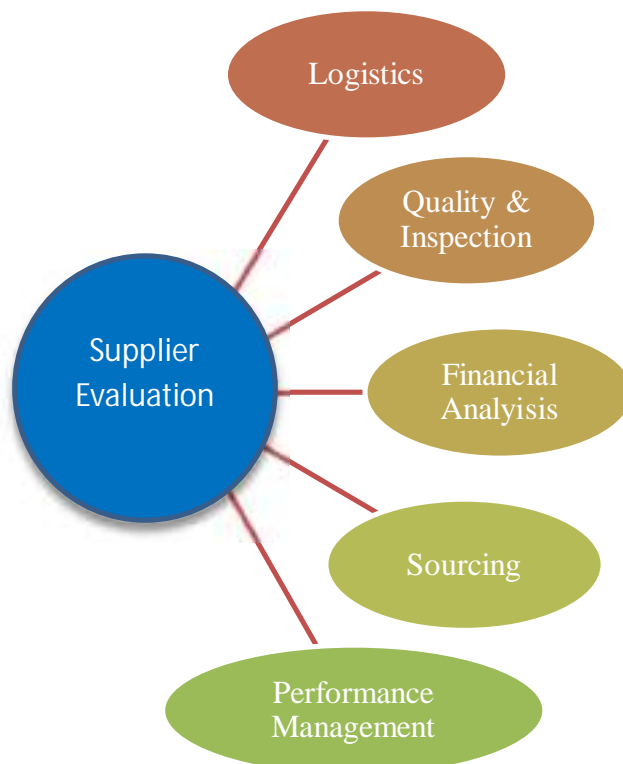 Logistics
Quality &
Inspection
Supplier
Evaluation
Financial
Analyisis
Sourcing
Performance
Management